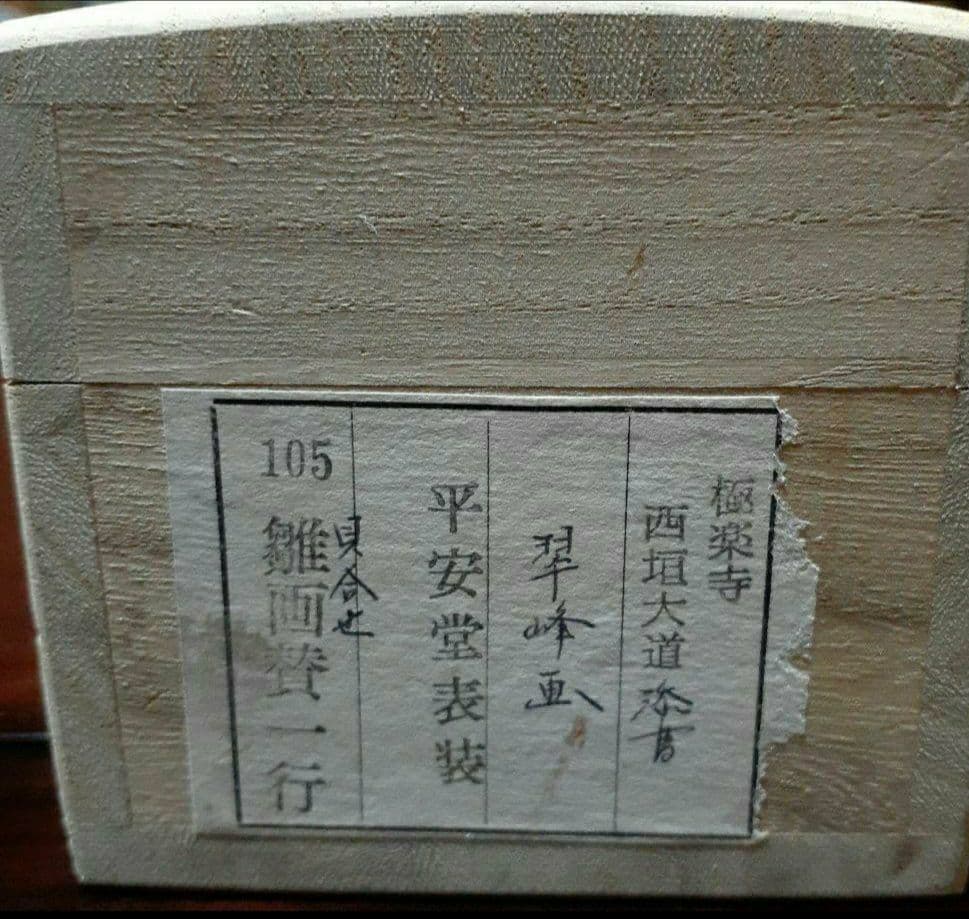 極楽寺
西垣大道 添書
翠峰画
平安堂表装
貝合せ
105 雛画賛一行